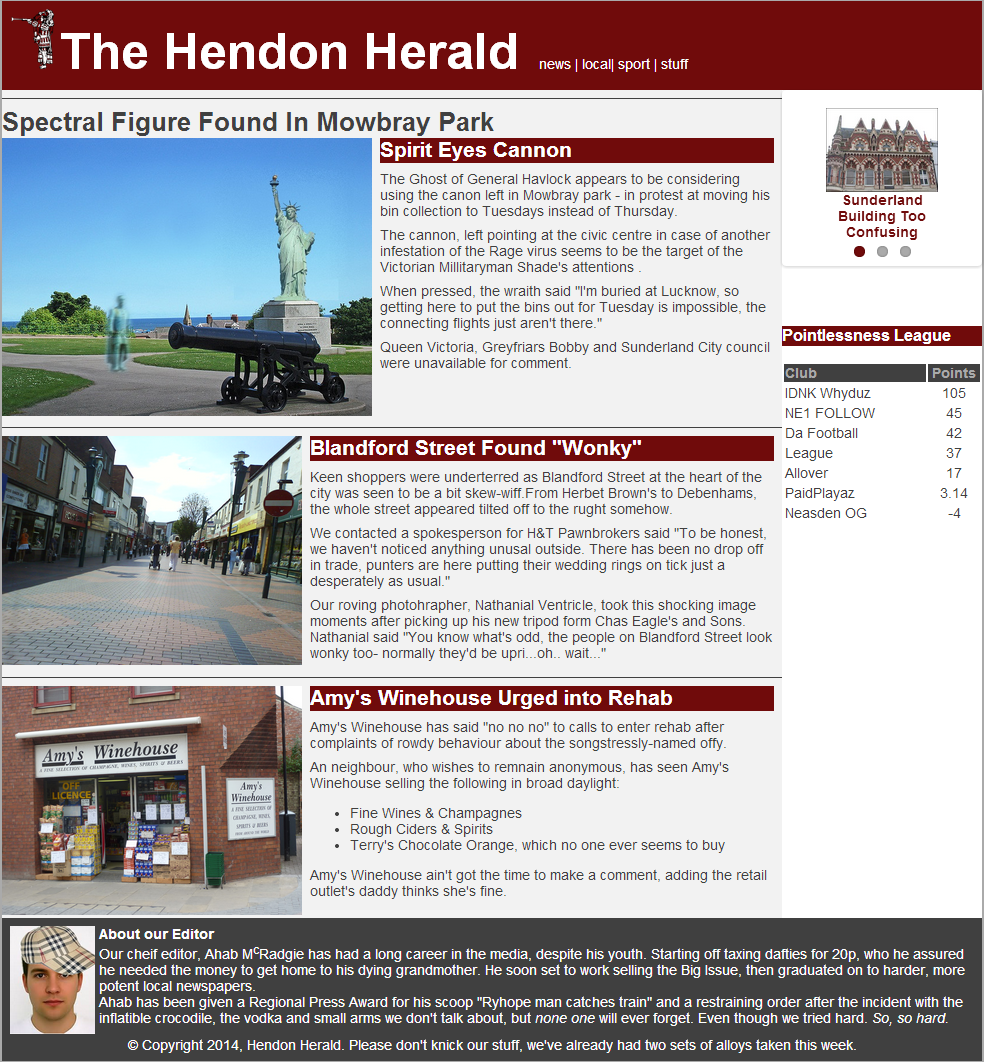 The Hendon Herald
news | local| sport | stuff
Spectral Figure Found In Mowbray Park
Spirit Eyes Cannon
The Ghost of General Havlock appears to be considering
using the canon left in Mowbray park - in protest at moving his
bin collection to Tuesdays instead of Thursday.
The cannon, left pointing at the civic centre in case of another
infestation of the Rage virus seems to be the target of the
Victorian Millitaryman Shade's attentions .
When pressed, the wraith said "I'm buried at Lucknow, so
getting here to put the bins out for Tuesday is impossible, the
connecting flights just aren't there."
Queen Victoria, Greyfriars Bobby and Sunderland City council
were unavailable for comment.
Sunderland
Building Too
Confusing
Pointlessness League
Club Points
IDNK Whyduz 105
NE1 FOLLOW 45
Da Football 42
League 37
Allover 17
PaidPlayaz 3.14
Neasden OG -4
Blandford Street Found "Wonky"
Keen shoppers were underterred as Blandford Street at the heart of the
city was seen to be a bit skew-wiff.From Herbet Brown's to Debenhams,
the whole street appeared tilted off to the rught somehow.
We contacted a spokesperson for H&T Pawnbrokers said "To be honest,
we haven't noticed anything unusal outside. There has been no drop off
in trade, punters are here putting their wedding rings on tick just a
desperately as usual."
Our roving photohrapher, Nathanial Ventricle, took this shocking image
moments after picking up his new tripod form Chas Eagle's and Sons.
Nathanial said "You know what's odd, the people on Blandford Street look
wonky too- normally they'd be upri...oh.. wait..."
Amy's Winehouse Urged into Rehab
Amy's Winehouse has said "no no no" to calls to enter rehab after
complaints of rowdy behaviour about the songstressly-named offy.
An neighbour, who wishes to remnain anonymous, has seen Amy's
Winehouse selling the following in broad daylight:
• Fine Wines & Champagnes
• Rough Ciders & Spirits
• Terry's Chocolate Orange, which no one ever seems to buy
Amy's Winehouse ain't got the time to make a comment, adding the retail
outlet's daddy thinks she's fine.
Amy's Winehouse
A FINE SELECTION OF CHAMPAGNE, WINES, SPIRITS & BEERS
OFF
LICENCE
Amy's
Winehouse
A FINE SELECTION OF
CHAMPAGNE, WINES,
SPIRITS & BEERS
About our Editor
Our cheif editor, Ahab McRadgie has had a long career in the media, despite his youth. Starting off taxing dafties for 20p, who he assured
he needed the money to get home to his dying grandmother. He soon set to work selling the Big Issue, then graduated on to harder, more
potent local newspapers.
Ahab has been given a Regional Press Award for his scoop "Ryhope man catches train" and a restraining order after the incident with the
inflatible crocodile, the vodka and small arms we don't talk about, but none one will ever forget. Even though we tried hard. So, so hard.
© Copyright 2014, Hendon Herald. Please don't knick our stuff, we've already had two sets of alloys taken this week.